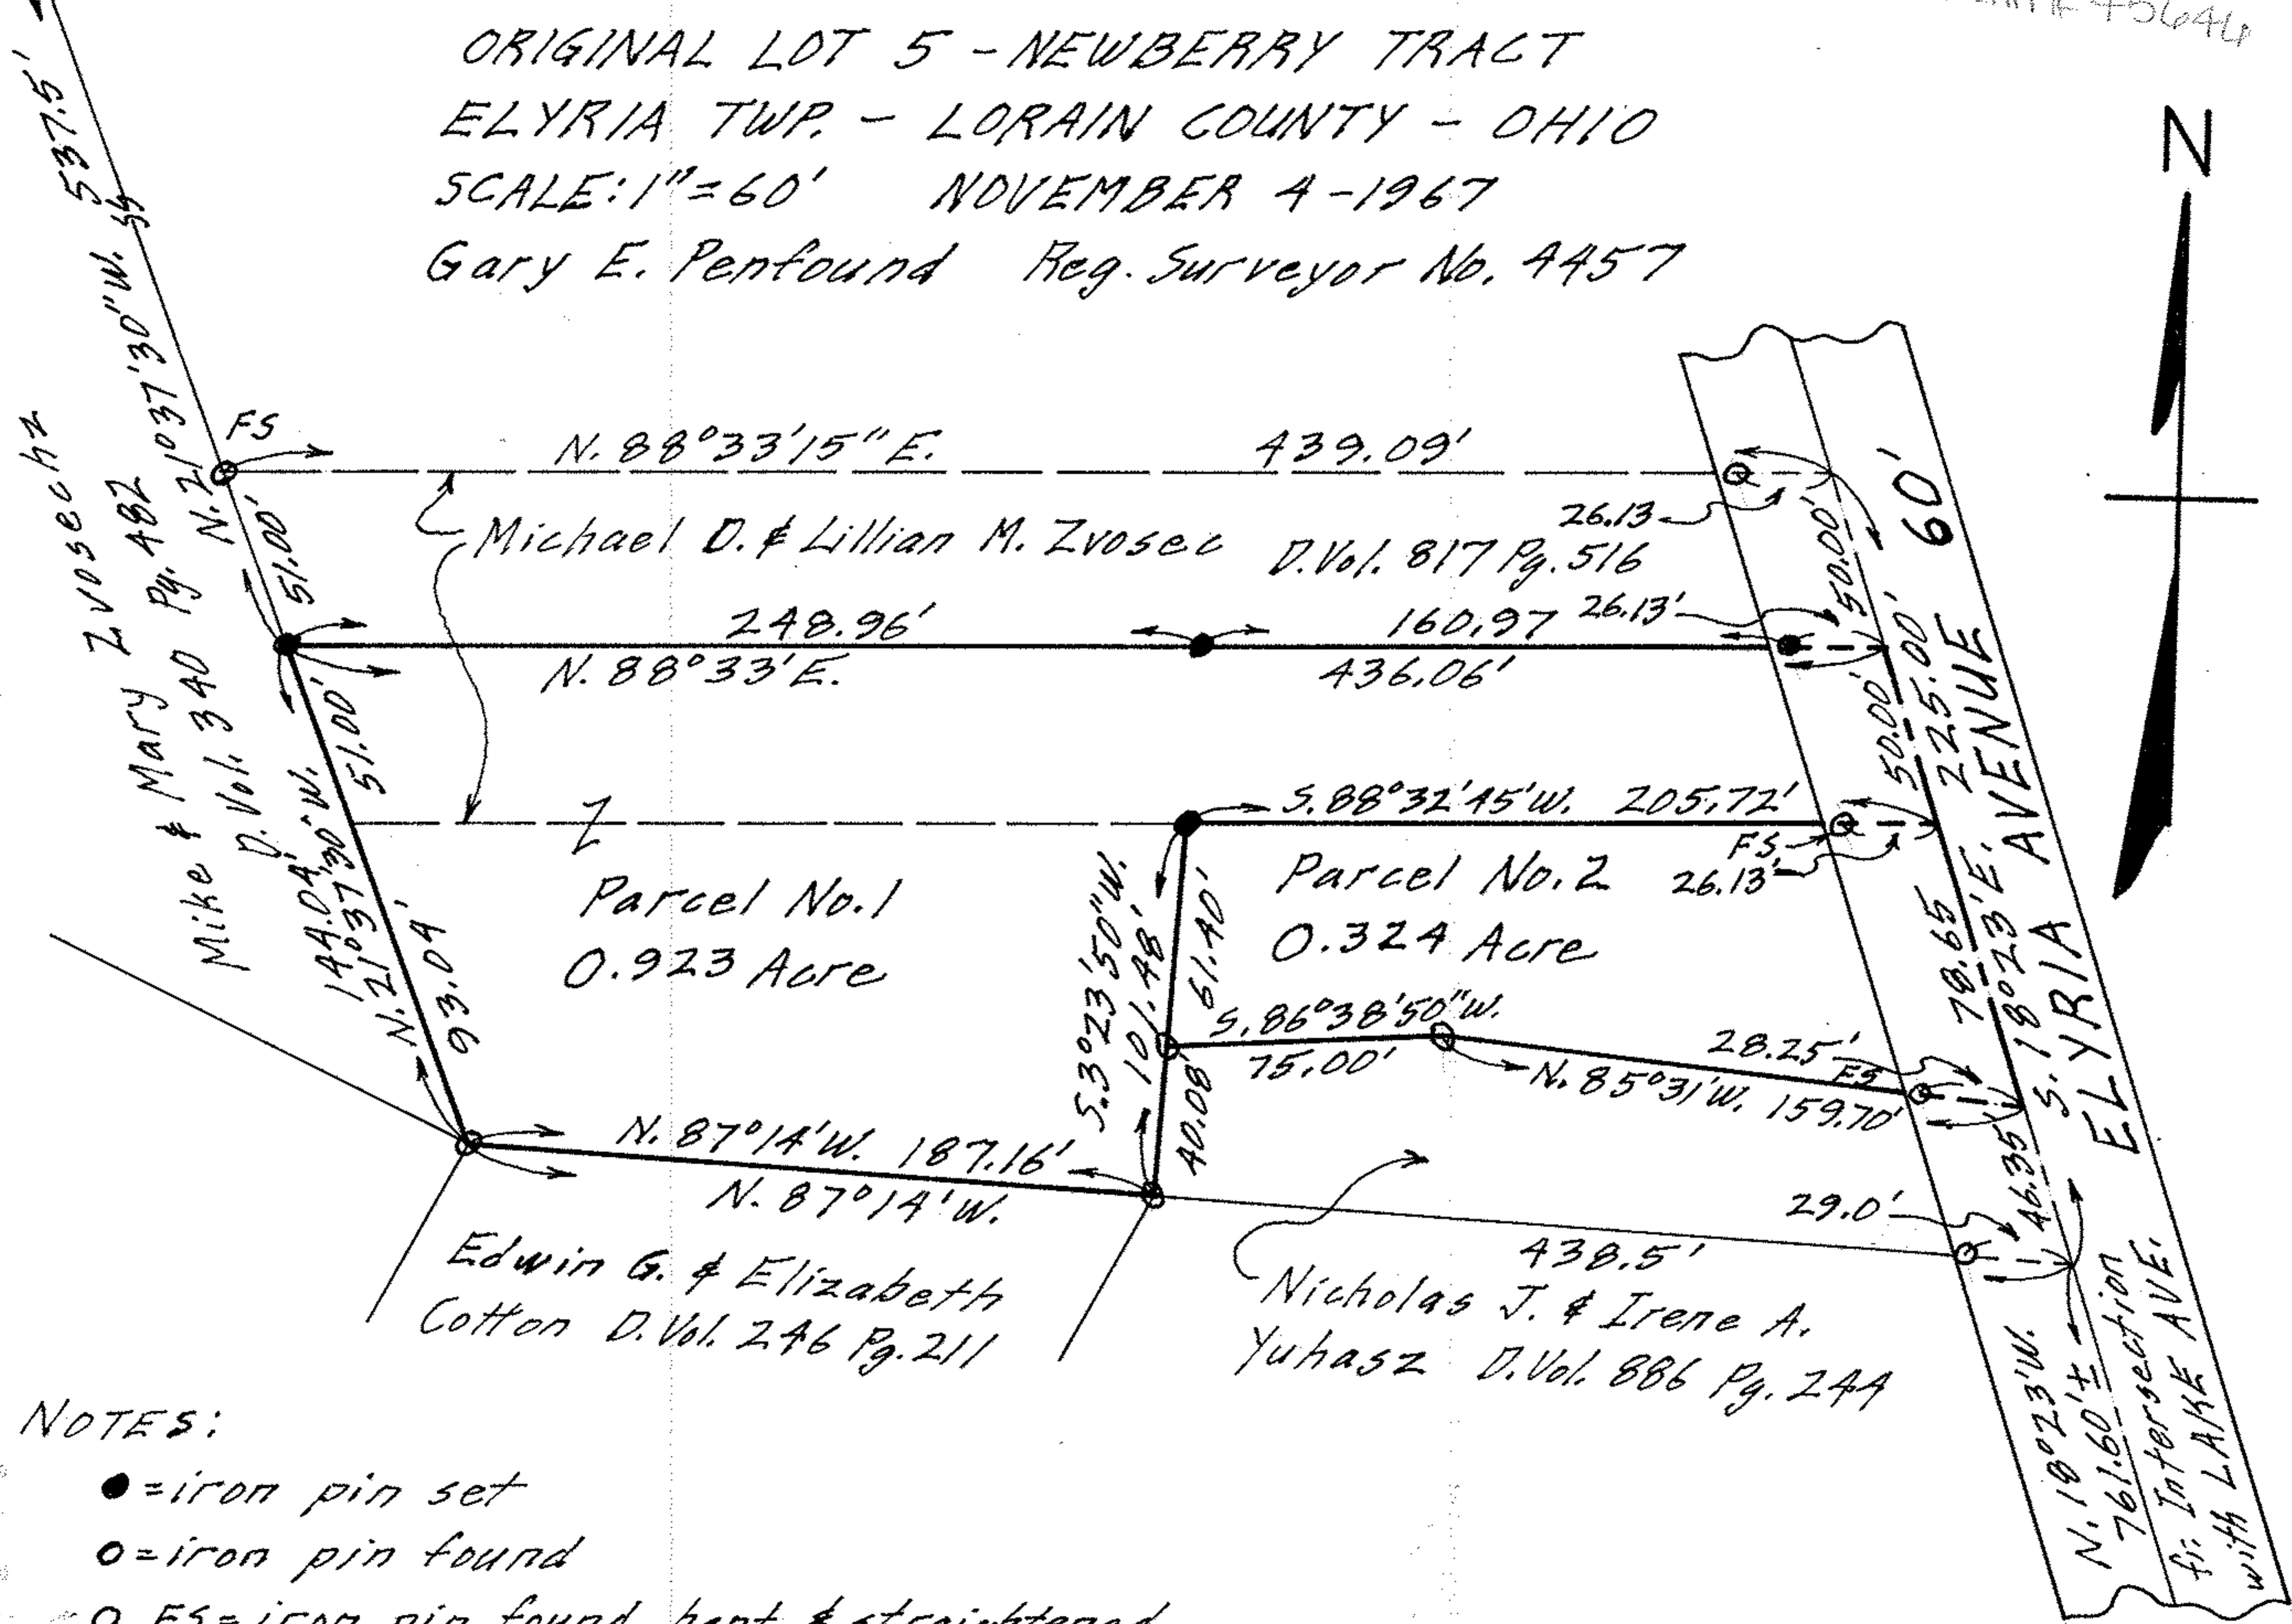 ORIGINAL LOT 5 - NEWBERRY TRACT
ELYRIA TWP. - LORAIN COUNTY - OHIO
SCALE: 1"=60' NOVEMBER 4-1967
Gary E. Penfound Reg. Surveyor No. 4457
N
537.5'
N. 21°37'30"W.
Mike & Mary Zvosechz
D. Vol. 340 Pg. 482
FS
N. 88°33'15"E. 439.09'
26.13
51.00'
Michael D. & Lillian M. Zvosec D.Vol. 817 Pg. 516
50.00'
60'
248.96' 160.97 26.13'
N. 88°33'E. 436.06'
51.00'
50.00'
225.00'
S. 88°32'45'W. 205.72'
FS
26.13'
Parcel No. 1
0.923 Acre
Parcel No. 2
0.324 Acre
144.04'
N. 21°37'30"W.
93.04'
S. 3°23'50"W.
101.48'
61.40'
40.08'
S. 86°38'50"W.
75.00'
28.25'
FS
N. 85°31'W. 159.70'
78.65
S. 18°23'E.
ELYRIA AVENUE
46.35
N. 87°14'W. 187.16'
N. 87°14'W.
29.0'
438.5'
Edwin G. & Elizabeth
Cotton D. Vol. 246 Pg. 211
Nicholas J. & Irene A.
Yuhasz D. Vol. 886 Pg. 244
N. 18°23'W.
761.60'±
fr: Intersection
with LAKE AVE.
NOTES:
●=iron pin set
o=iron pin found
o FS=iron pin found bent & straightened